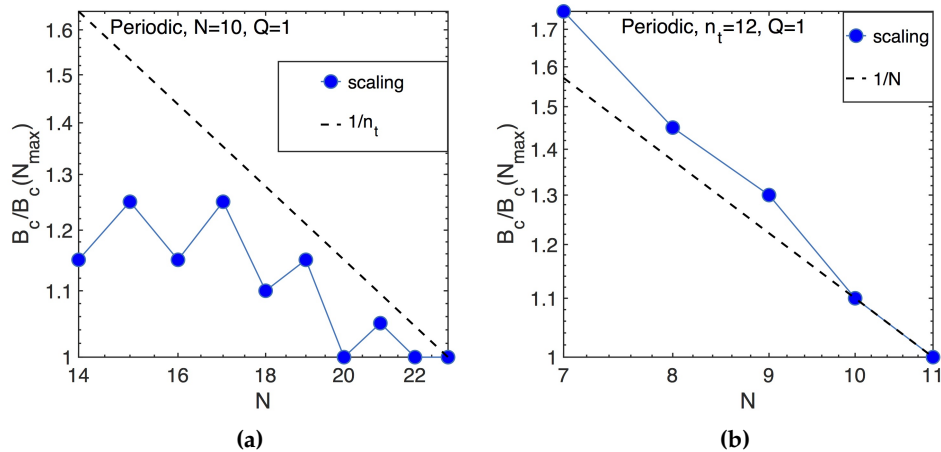 Periodic, N=10, Q=1
scaling
1/n_t
B_c/B_c(N_max)
1.6
1.5
1.4
1.3
1.2
1.1
1
14
16
18
20
22
N
(a)
Periodic, n_t=12, Q=1
scaling
1/N
B_c/B_c(N_max)
1.7
1.6
1.5
1.4
1.3
1.2
1.1
1
7
8
9
10
11
N
(b)